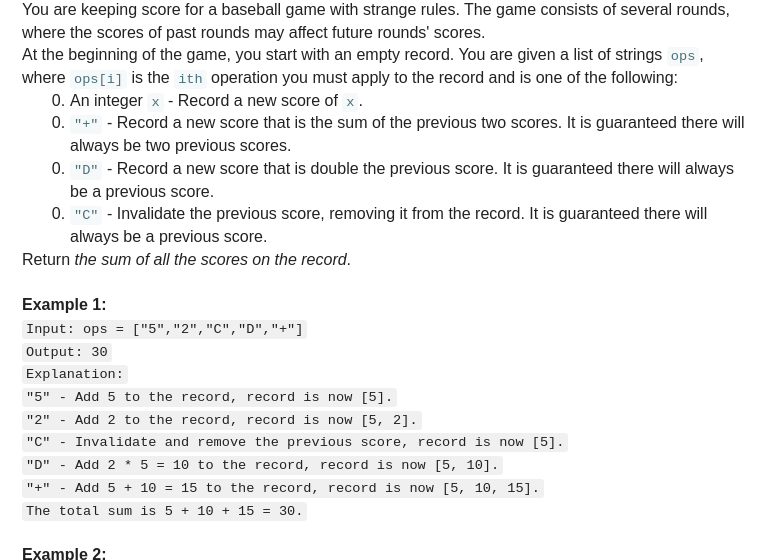 You are keeping score for a baseball game with strange rules. The game consists of several rounds,
where the scores of past rounds may affect future rounds' scores.
At the beginning of the game, you start with an empty record. You are given a list of strings ops,
where ops[i] is the ith operation you must apply to the record and is one of the following:
0. An integer x - Record a new score of x.
0. "+" - Record a new score that is the sum of the previous two scores. It is guaranteed there will
always be two previous scores.
0. "D" - Record a new score that is double the previous score. It is guaranteed there will always
be a previous score.
0. "C" - Invalidate the previous score, removing it from the record. It is guaranteed there will
always be a previous score.
Return the sum of all the scores on the record.
Example 1:
Input: ops = ["5","2","C","D","+"]
Output: 30
Explanation:
"5" - Add 5 to the record, record is now [5].
"2" - Add 2 to the record, record is now [5, 2].
"C" - Invalidate and remove the previous score, record is now [5].
"D" - Add 2 * 5 = 10 to the record, record is now [5, 10].
"+" - Add 5 + 10 = 15 to the record, record is now [5, 10, 15].
The total sum is 5 + 10 + 15 = 30.
Example 2: